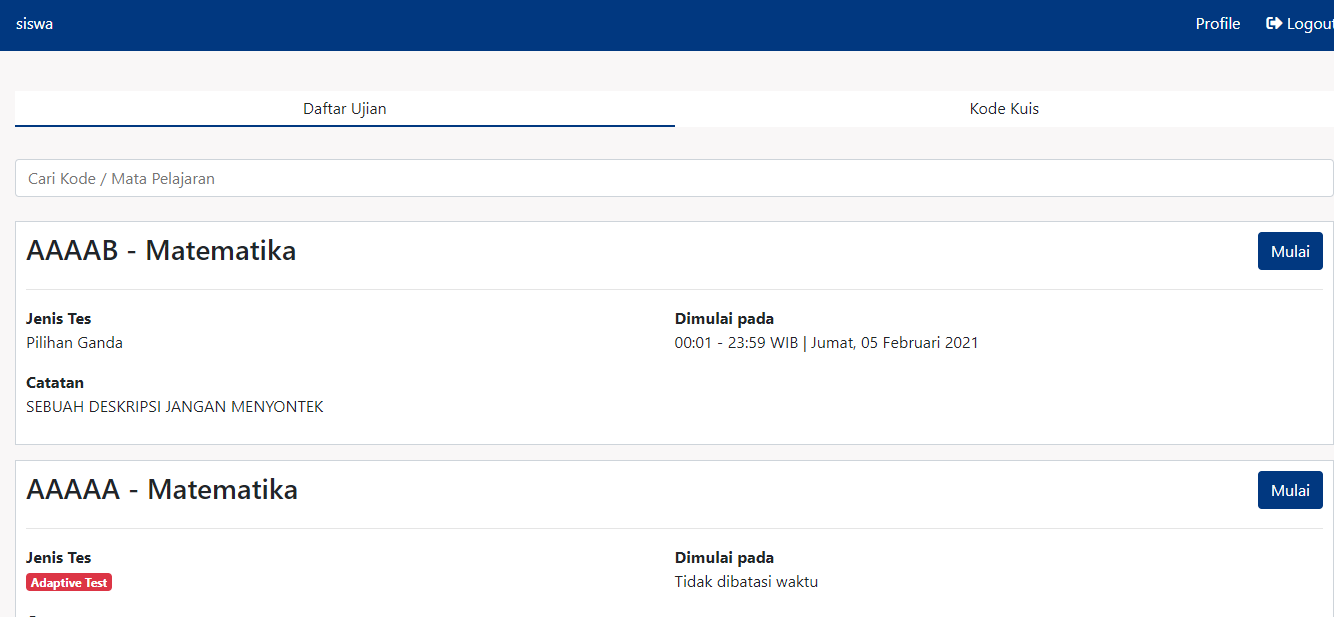 siswa
Profile
Logout
Daftar Ujian
Kode Kuis
Cari Kode / Mata Pelajaran
AAAAB - Matematika
Mulai
Jenis Tes
Pilihan Ganda
Dimulai pada
00:01 - 23:59 WIB | Jumat, 05 Februari 2021
Catatan
SEBUAH DESKRIPSI JANGAN MENYONTEK
AAAAA - Matematika
Mulai
Jenis Tes
Adaptive Test
Dimulai pada
Tidak dibatasi waktu